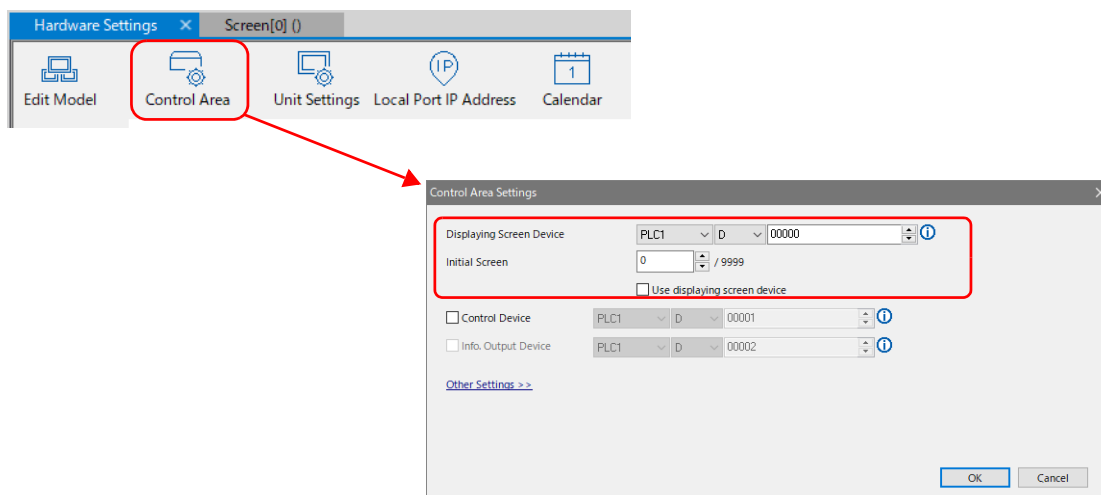 Hardware Settings × Screen[0] ()
IP 1
Edit Model Control Area Unit Settings Local Port IP Address Calendar
Control Area Settings
Displaying Screen Device PLC1 D 00000
Initial Screen 0 / 9999
Use displaying screen device
Control Device PLC1 D 00001
Info. Output Device PLC1 D 00002
Other Settings >>
OK Cancel